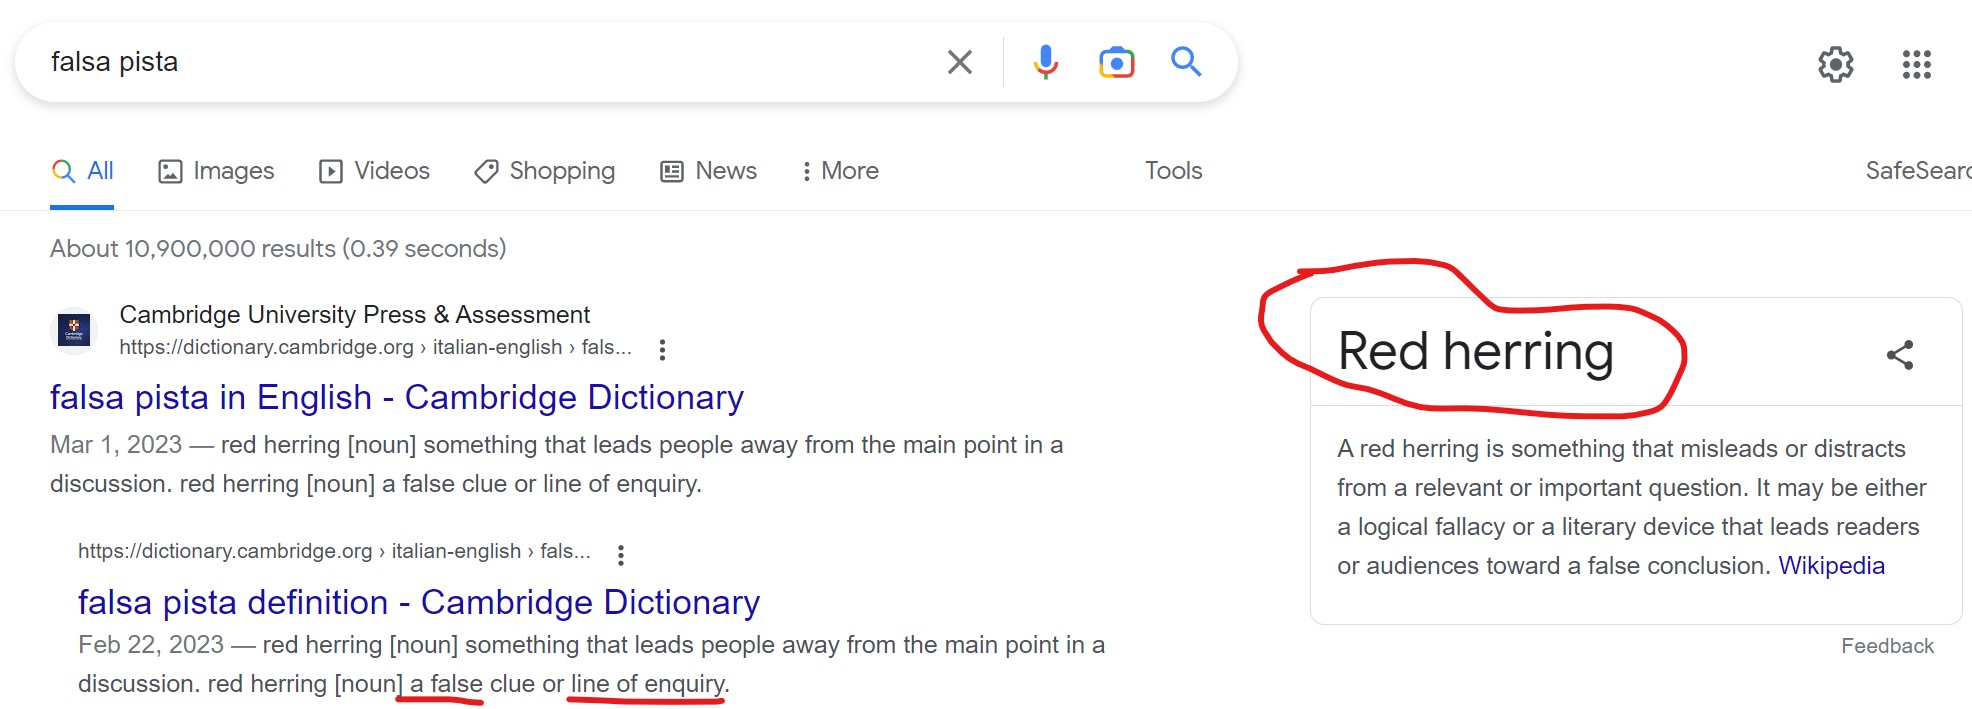 falsa pista
All Images Videos Shopping News More Tools SafeSearc
About 10,900,000 results (0.39 seconds)
Cambridge University Press & Assessment
https://dictionary.cambridge.org › italian-english › fals...
falsa pista in English - Cambridge Dictionary
Mar 1, 2023 — red herring [noun] something that leads people away from the main point in a
discussion. red herring [noun] a false clue or line of enquiry.
https://dictionary.cambridge.org › italian-english › fals...
falsa pista definition - Cambridge Dictionary
Feb 22, 2023 — red herring [noun] something that leads people away from the main point in a
discussion. red herring [noun] a false clue or line of enquiry.
Red herring
A red herring is something that misleads or distracts
from a relevant or important question. It may be either
a logical fallacy or a literary device that leads readers
or audiences toward a false conclusion. Wikipedia
Feedback